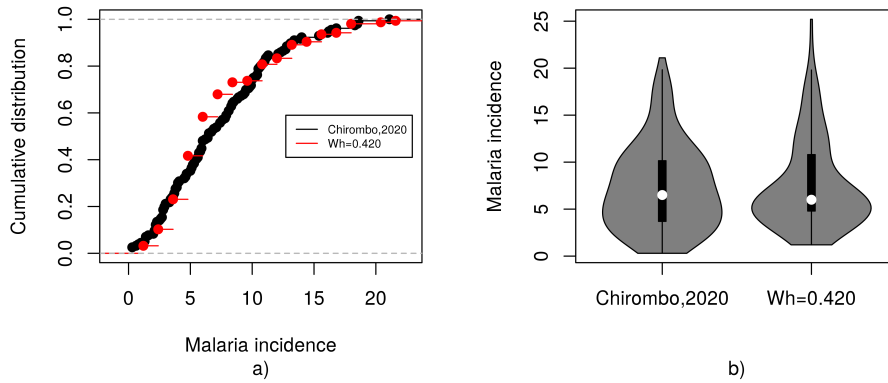 Cumulative distribution
1.0
0.8
0.6
0.4
0.2
0.0
Chirombo,2020
Wh=0.420
0 5 10 15 20
Malaria incidence
a)
Malaria incidence
25
20
15
10
5
0
Chirombo,2020 Wh=0.420
b)